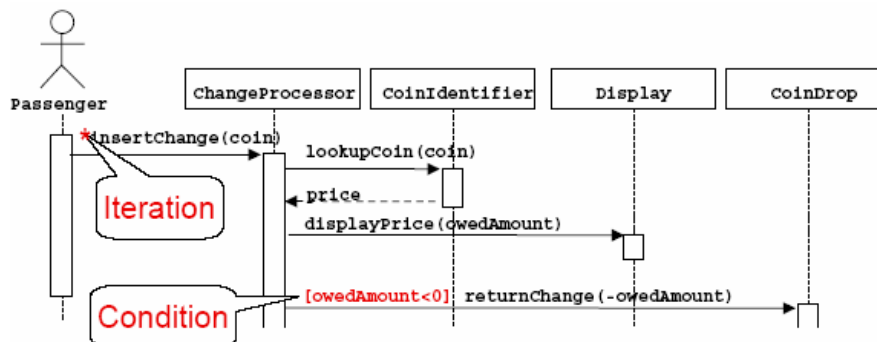 Passenger
ChangeProcessor
CoinIdentifier
Display
CoinDrop
*insertChange(coin)
lookupCoin(coin)
Iteration
price
displayPrice(owedAmount)
Condition
[owedAmount<0] returnChange(-owedAmount)